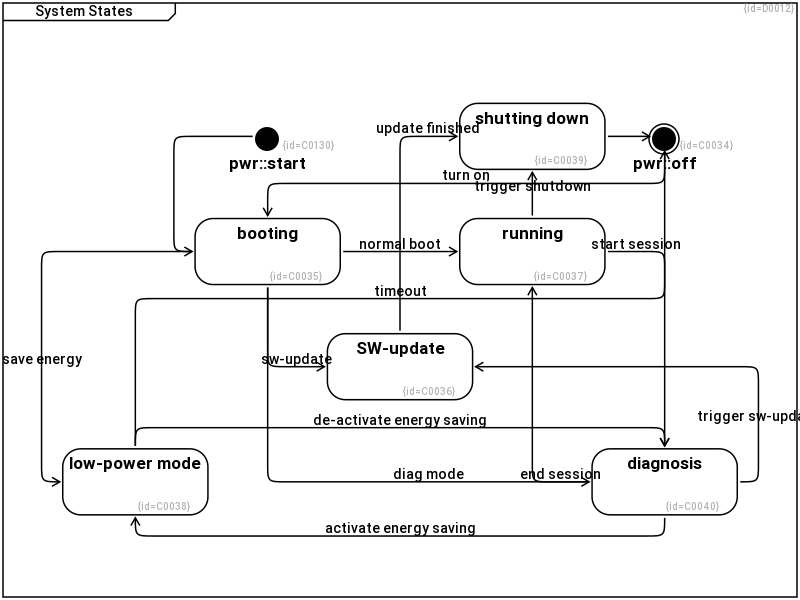 System States
{id=D0012}
update finished
shutting down
{id=C0039}
{id=C0130}
pwr::start
{id=C0034}
pwr::off
turn on
trigger shutdown
booting
{id=C0035}
normal boot
running
{id=C0037}
start session
timeout
save energy
sw-update
SW-update
{id=C0036}
trigger sw-upda
de-activate energy saving
low-power mode
{id=C0038}
diag mode
end session
diagnosis
{id=C0040}
activate energy saving